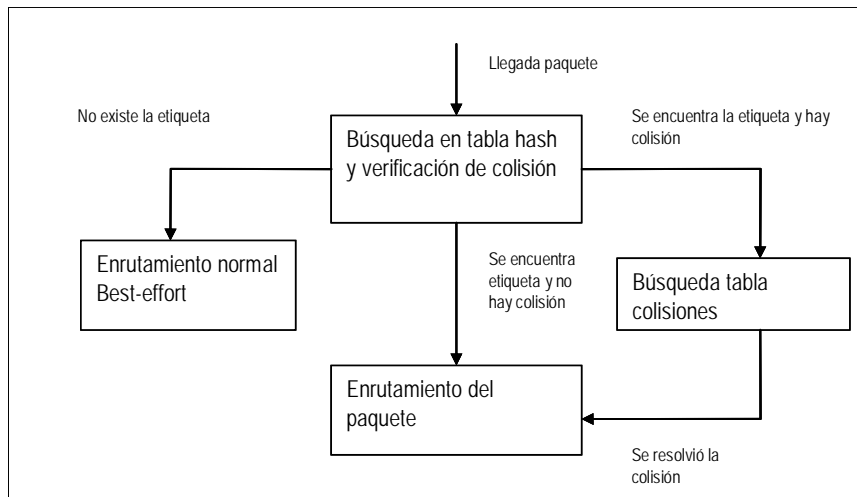 Llegada paquete
No existe la etiqueta
Se encuentra la etiqueta y hay
colisión
Búsqueda en tabla hash
y verificación de colisión
Enrutamiento normal
Best-effort
Se encuentra
etiqueta y no
hay colisión
Búsqueda tabla
colisiones
Enrutamiento del
paquete
Se resolvió la
colisión